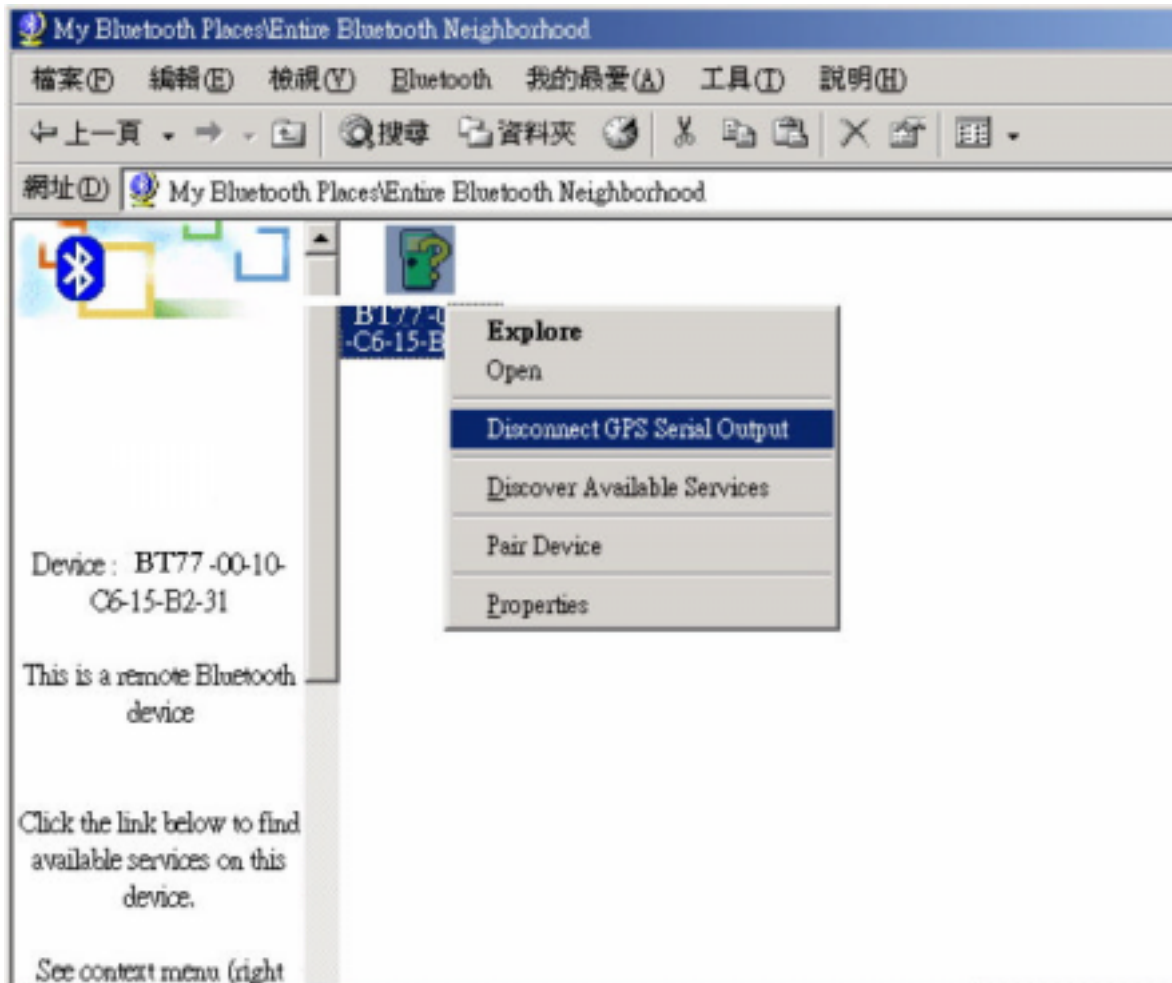 My Bluetooth Places\Entire Bluetooth Neighborhood
檔案(F) 編輯(E) 檢視(V) Bluetooth 我的最愛(A) 工具(T) 說明(H)
上一頁 搜尋 資料夾
網址(D) My Bluetooth Places\Entire Bluetooth Neighborhood
BT77-0
-C6-15-B
Explore
Open
Disconnect GPS Serial Output
Discover Available Services
Pair Device
Properties
Device : BT77 -00-10-
C6-15-B2-31
This is a remote Bluetooth
device
Click the link below to find
available services on this
device.
See context menu (right